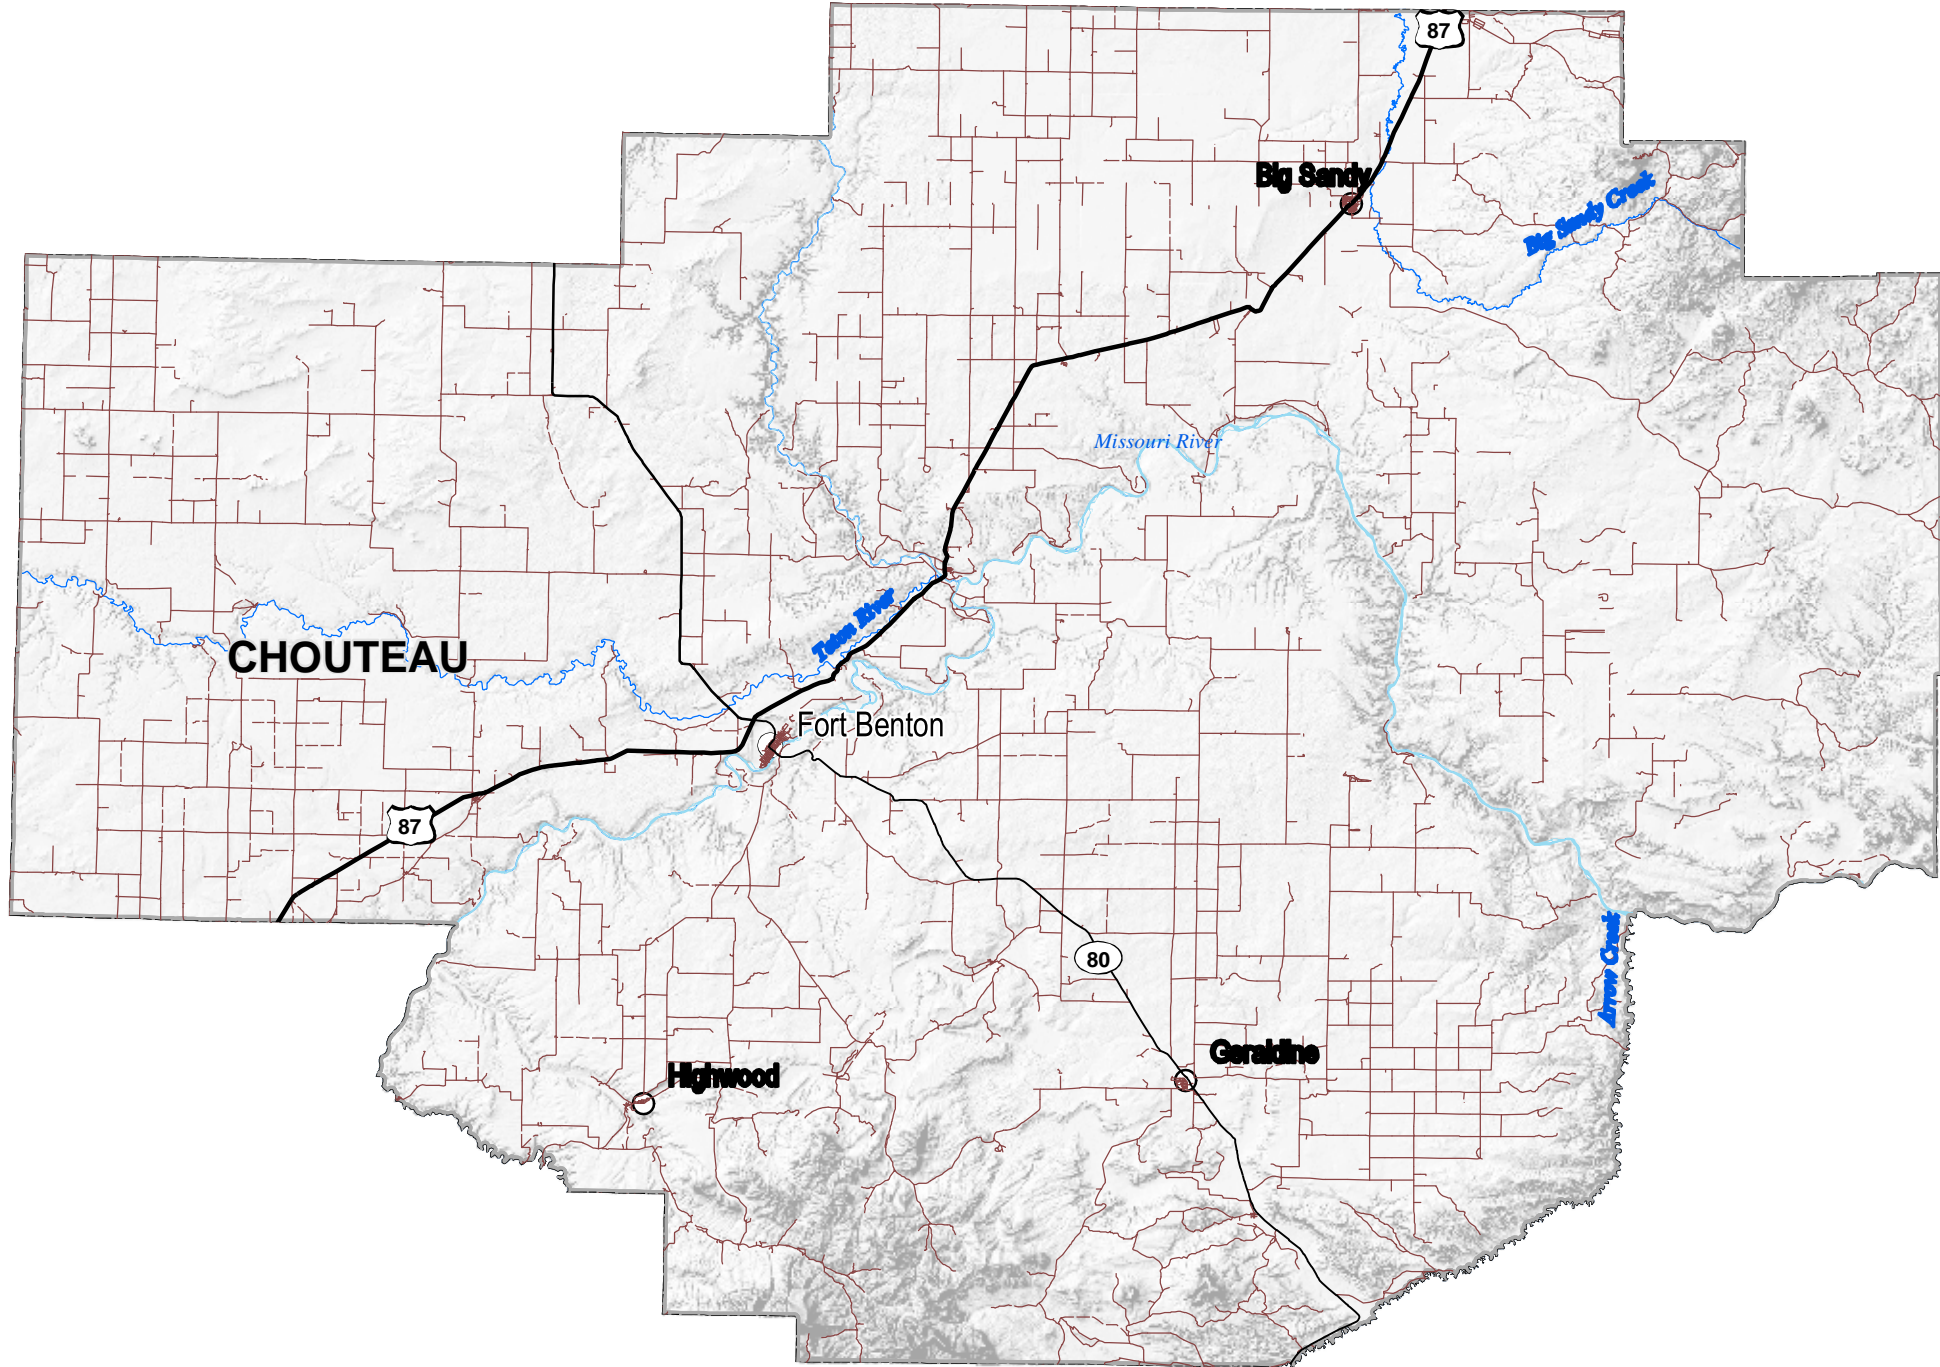 87
Big Sandy
Big Sandy Creek
Missouri River
Teton River
CHOUTEAU
Fort Benton
87
Arrow Creek
80
Geraldine
Highwood